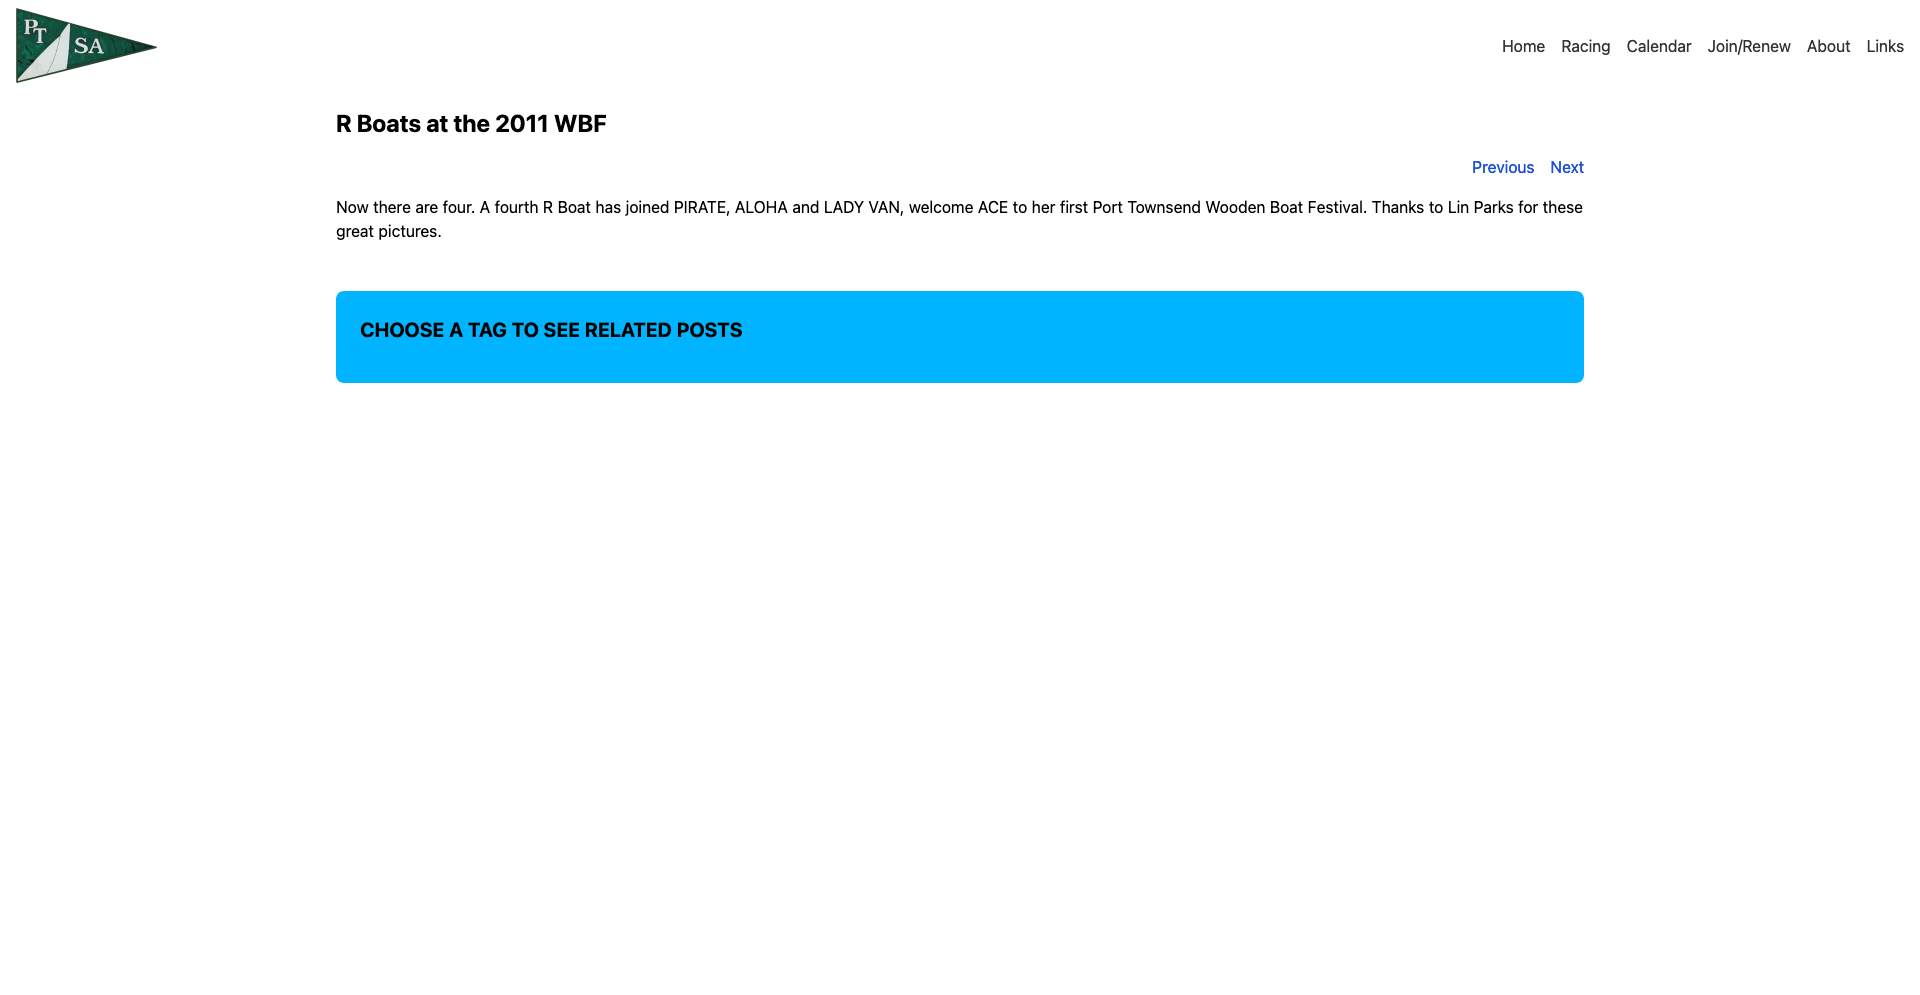 PT SA
Home Racing Calendar Join/Renew About Links
R Boats at the 2011 WBF
Previous Next
Now there are four. A fourth R Boat has joined PIRATE, ALOHA and LADY VAN, welcome ACE to her first Port Townsend Wooden Boat Festival. Thanks to Lin Parks for these
great pictures.
CHOOSE A TAG TO SEE RELATED POSTS